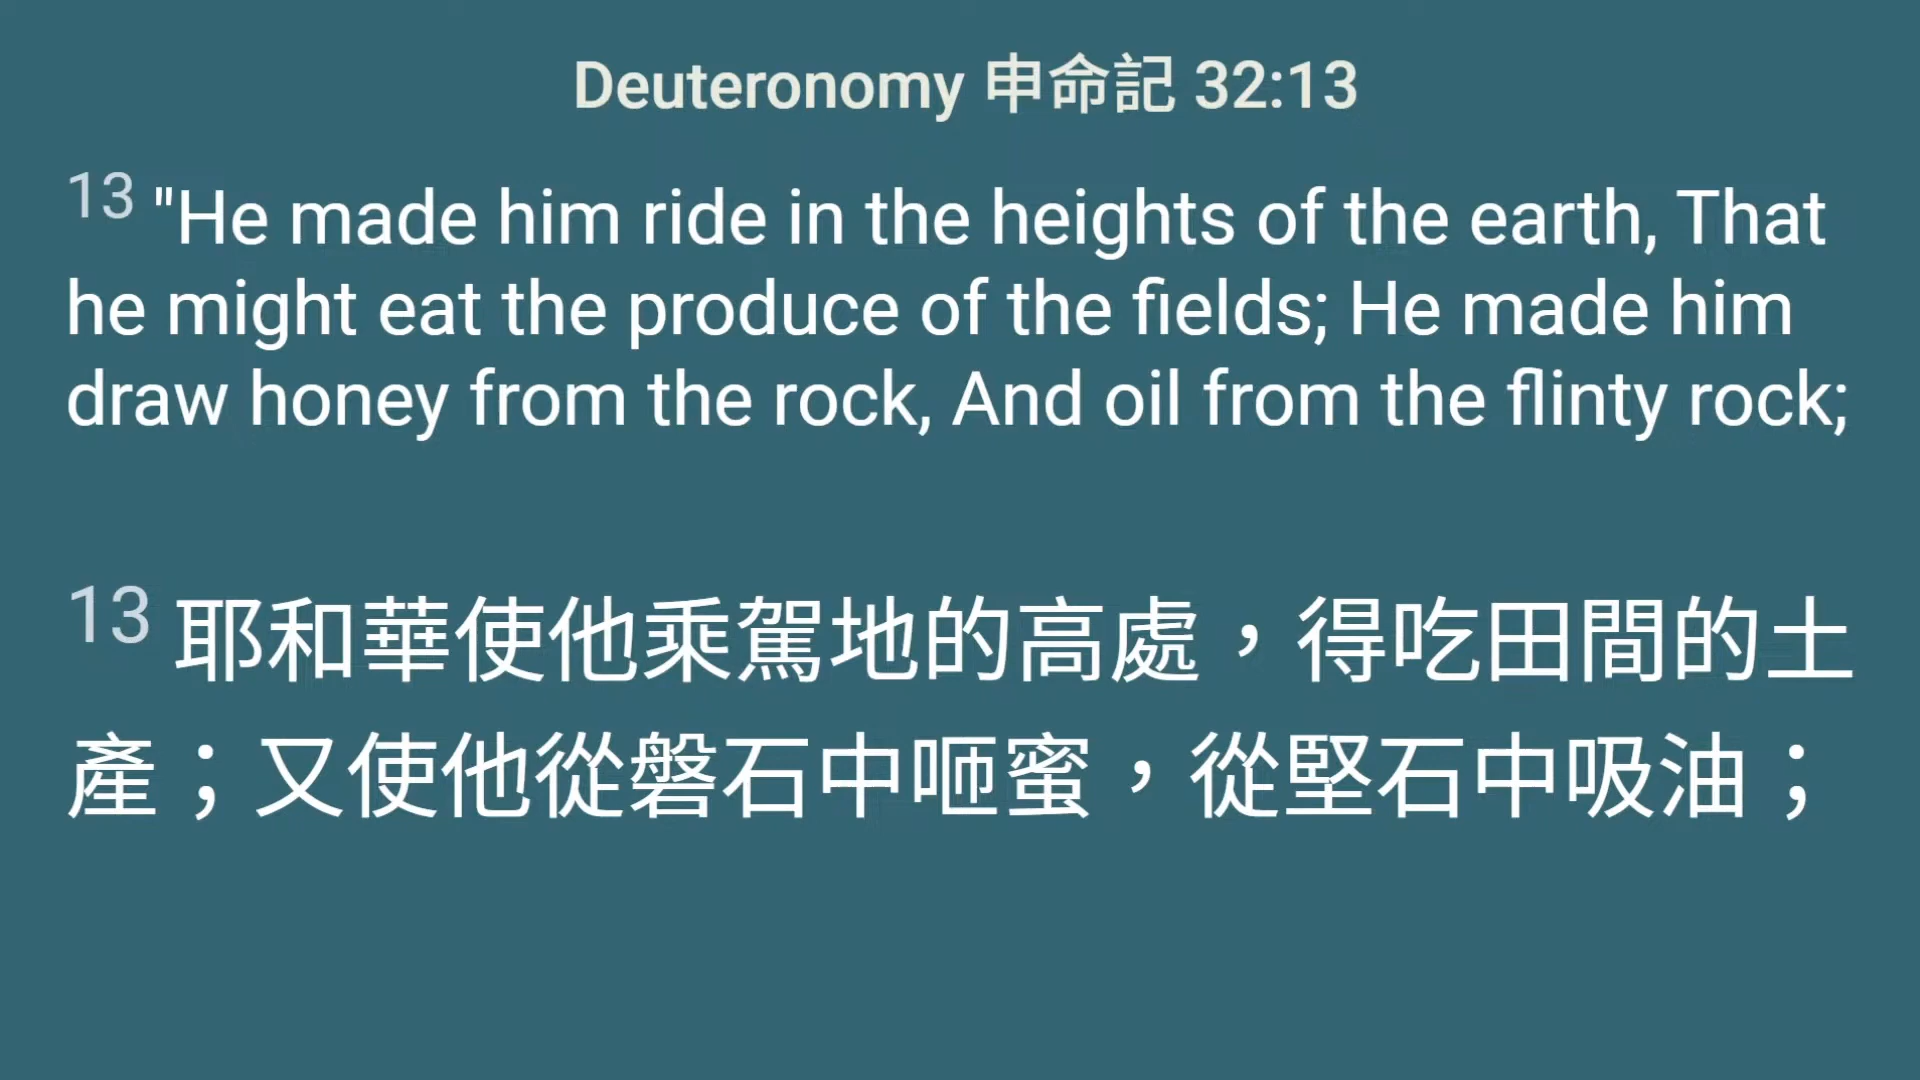 Deuteronomy 申命記 32:13
13 "He made him ride in the heights of the earth, That
he might eat the produce of the fields; He made him
draw honey from the rock, And oil from the flinty rock;
13 耶和華使他乘駕地的高處，得吃田間的土
產；又使他從磐石中咂蜜，從堅石中吸油；